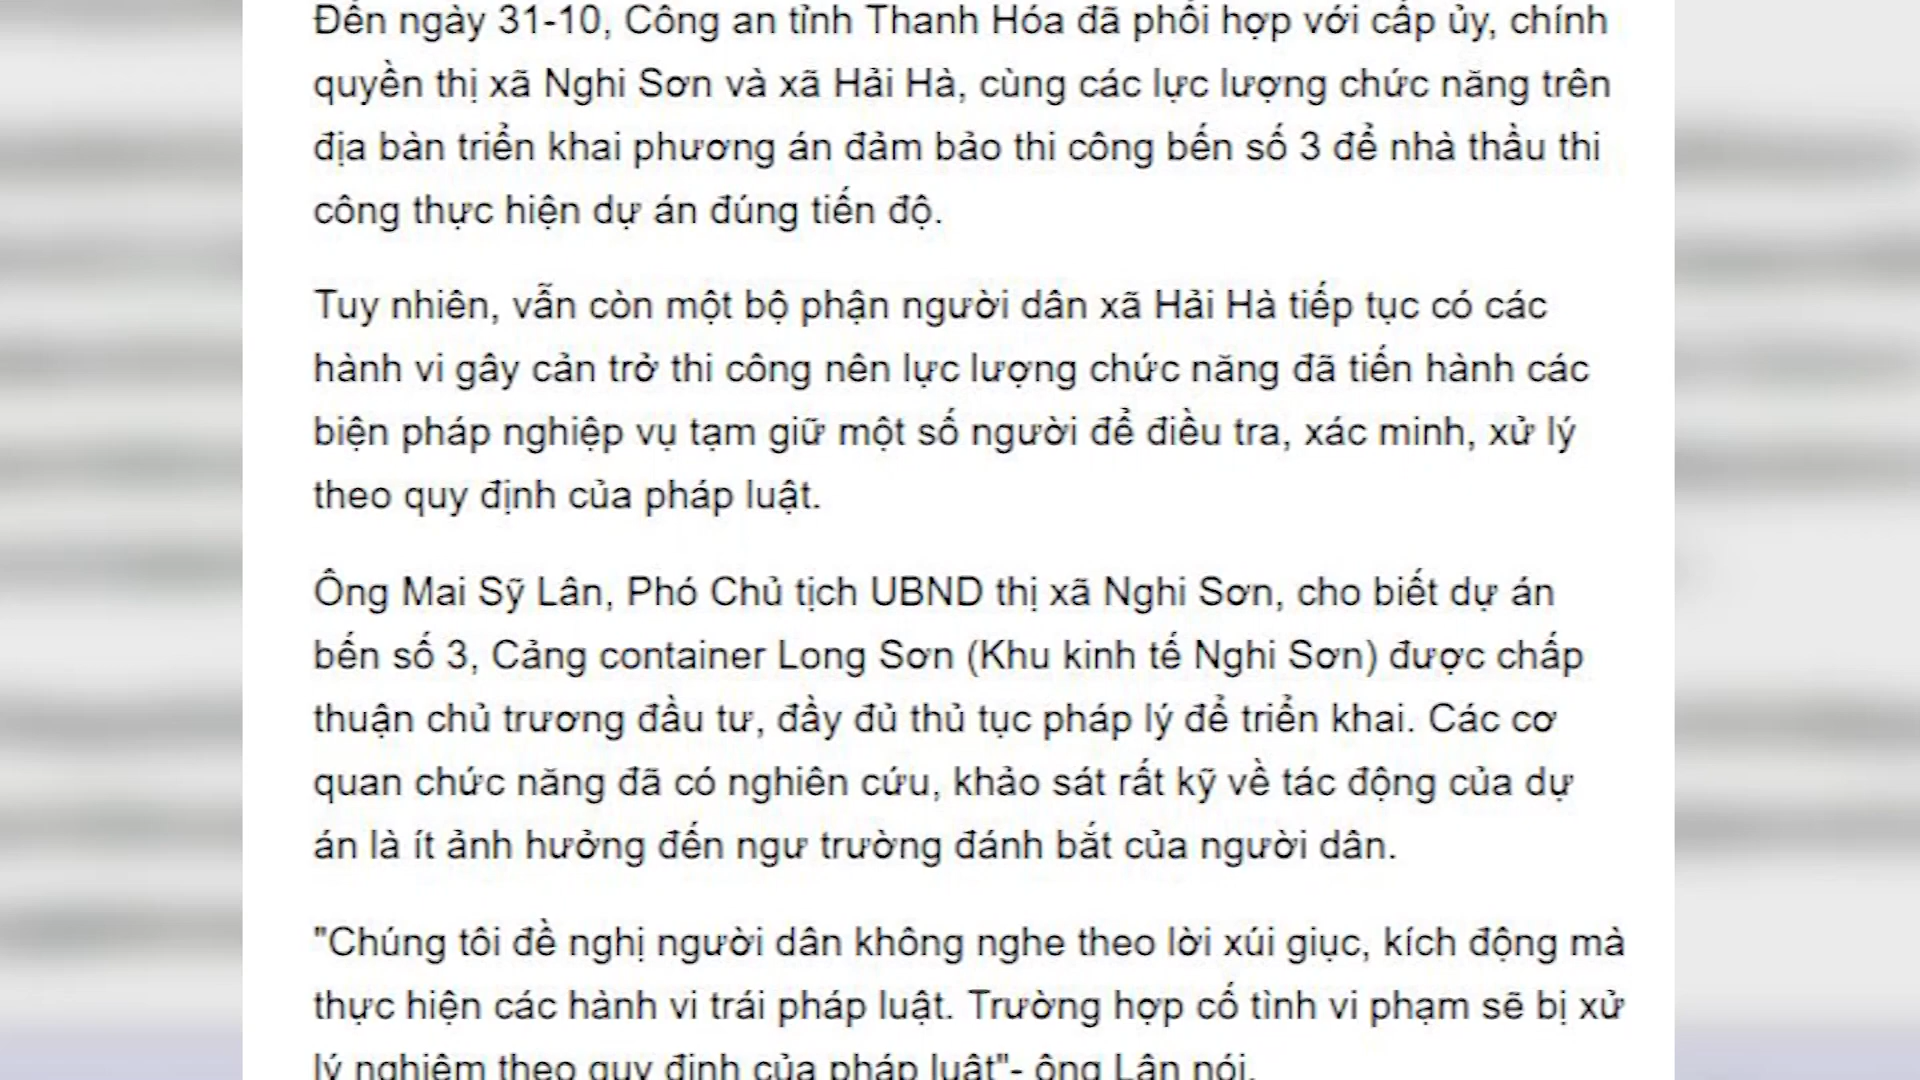 Đến ngày 31-10, Công an tỉnh Thanh Hóa đã phối hợp với cấp ủy, chính
quyền thị xã Nghi Sơn và xã Hải Hà, cùng các lực lượng chức năng trên
địa bàn triển khai phương án đảm bảo thi công bến số 3 để nhà thầu thi
công thực hiện dự án đúng tiến độ.
Tuy nhiên, vẫn còn một bộ phận người dân xã Hải Hà tiếp tục có các
hành vi gây cản trở thi công nên lực lượng chức năng đã tiến hành các
biện pháp nghiệp vụ tạm giữ một số người để điều tra, xác minh, xử lý
theo quy định của pháp luật.
Ông Mai Sỹ Lân, Phó Chủ tịch UBND thị xã Nghi Sơn, cho biết dự án
bến số 3, Cảng container Long Sơn (Khu kinh tế Nghi Sơn) được chấp
thuận chủ trương đầu tư, đầy đủ thủ tục pháp lý để triển khai. Các cơ
quan chức năng đã có nghiên cứu, khảo sát rất kỹ về tác động của dự
án là ít ảnh hưởng đến ngư trường đánh bắt của người dân.
"Chúng tôi đề nghị người dân không nghe theo lời xúi giục, kích động mà
thực hiện các hành vi trái pháp luật. Trường hợp cố tình vi phạm sẽ bị xử
lý nghiêm theo quy định của pháp luật"- ông Lân nói.